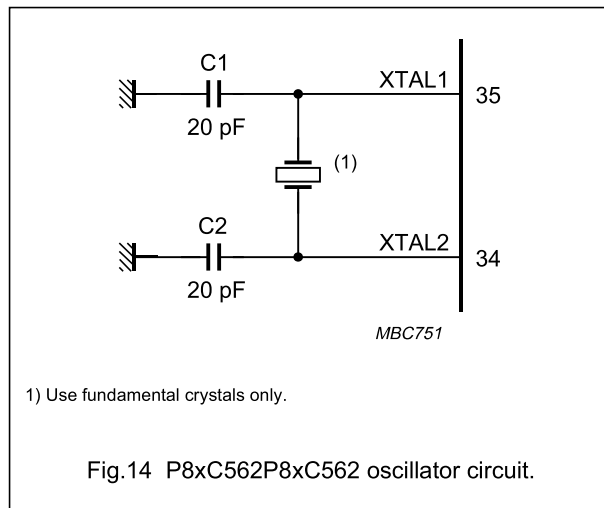 C1
XTAL1
35
20 pF
(1)
C2
XTAL2
34
20 pF
MBC751
1) Use fundamental crystals only.
Fig.14 P8xC562P8xC562 oscillator circuit.